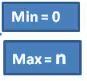 Min = 0
Max = n